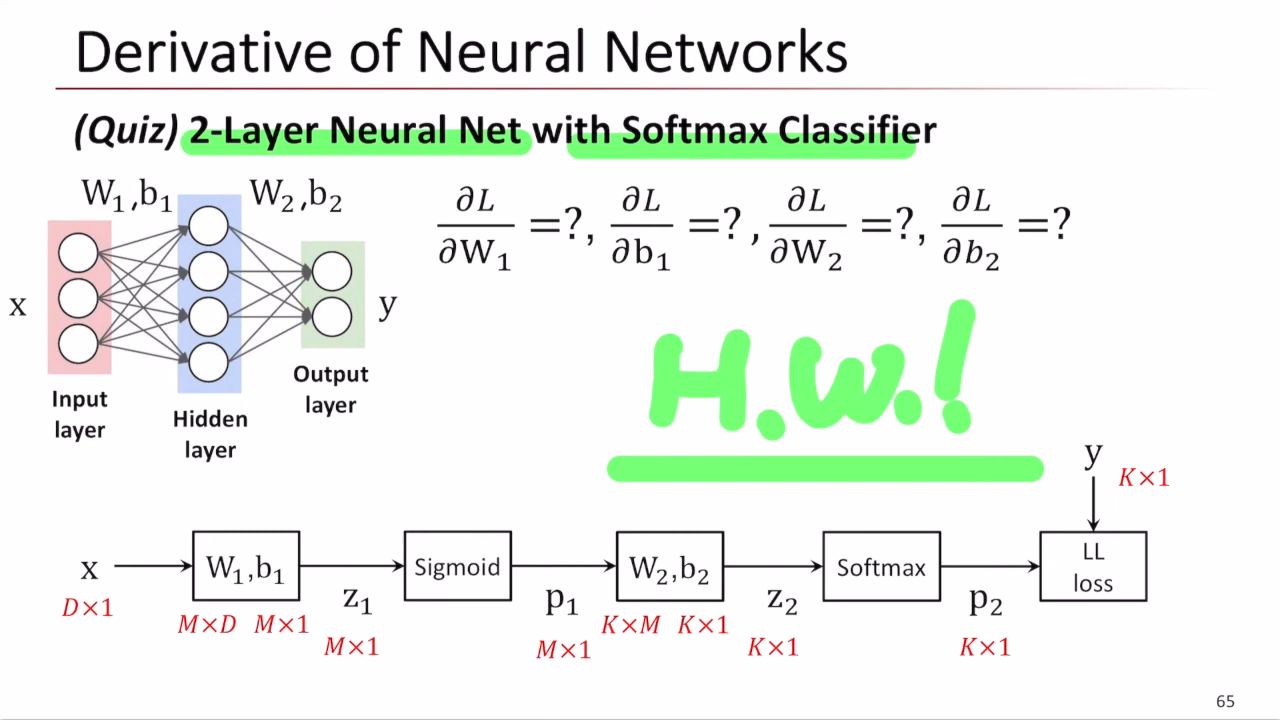 Derivative of Neural Networks
(Quiz) 2-Layer Neural Net with Softmax Classifier
W₁,b₁ W₂,b₂
∂L/∂W₁ =?, ∂L/∂b₁ =?, ∂L/∂W₂ =?, ∂L/∂b₂ =?
x
y
Input
layer
Hidden
layer
Output
layer
H.W.!
y
K×1
x
W₁,b₁
Sigmoid
W₂,b₂
Softmax
LL
loss
z₁
p₁
z₂
p₂
D×1
M×D M×1
M×1
M×1
K×M K×1
K×1
K×1
65